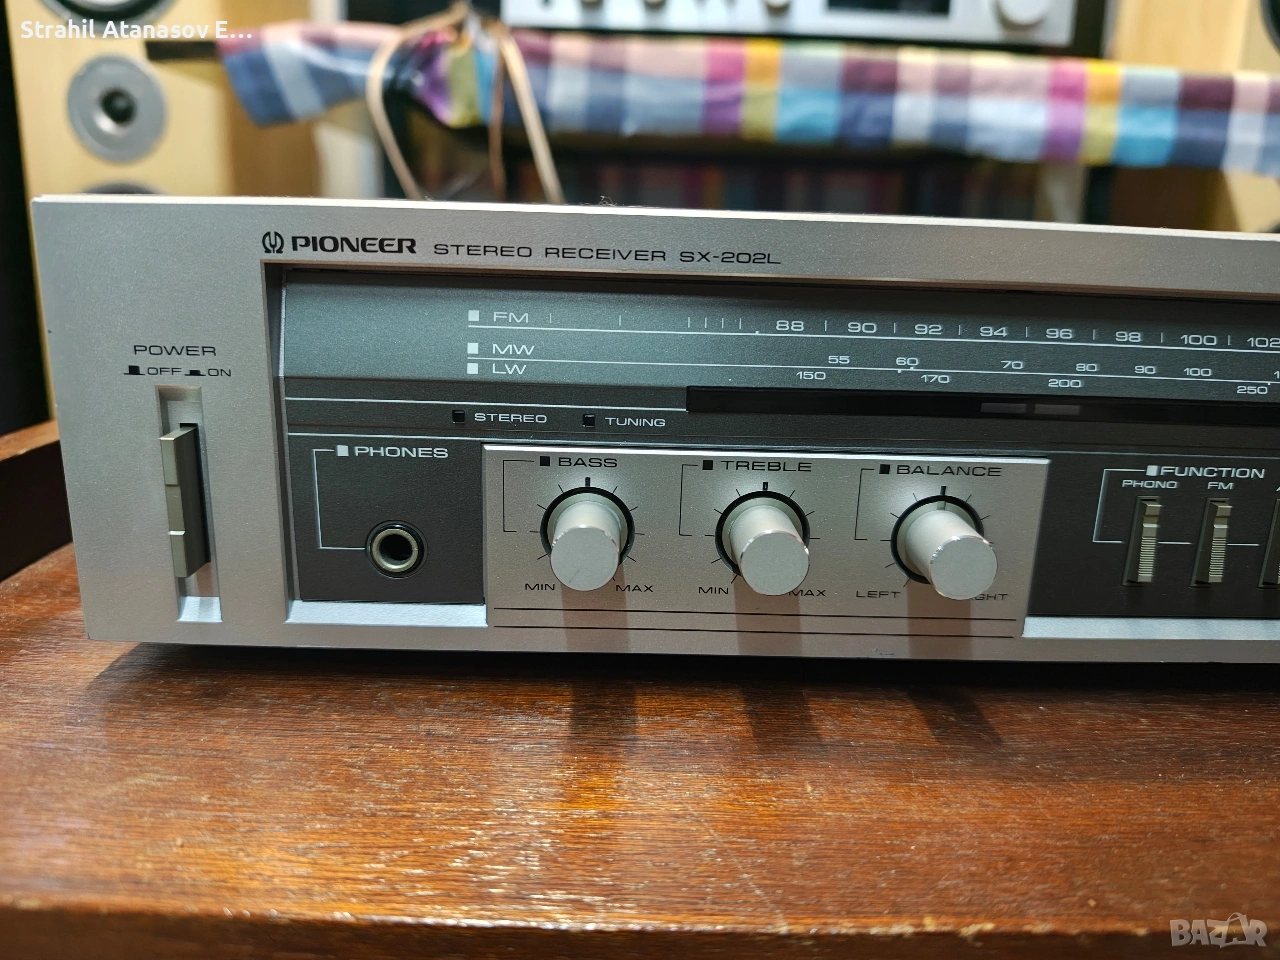 Strahil Atanasov E...
PIONEER STEREO RECEIVER SX-202L
POWER
OFF ON
FM 88 90 92 94 96 98 100 102
MW 55 60 70 80 90 100
LW 150 170 200 250
STEREO TUNING
PHONES
BASS
MIN MAX
TREBLE
MIN MAX
BALANCE
LEFT
FUNCTION
PHONO FM
BAZAR